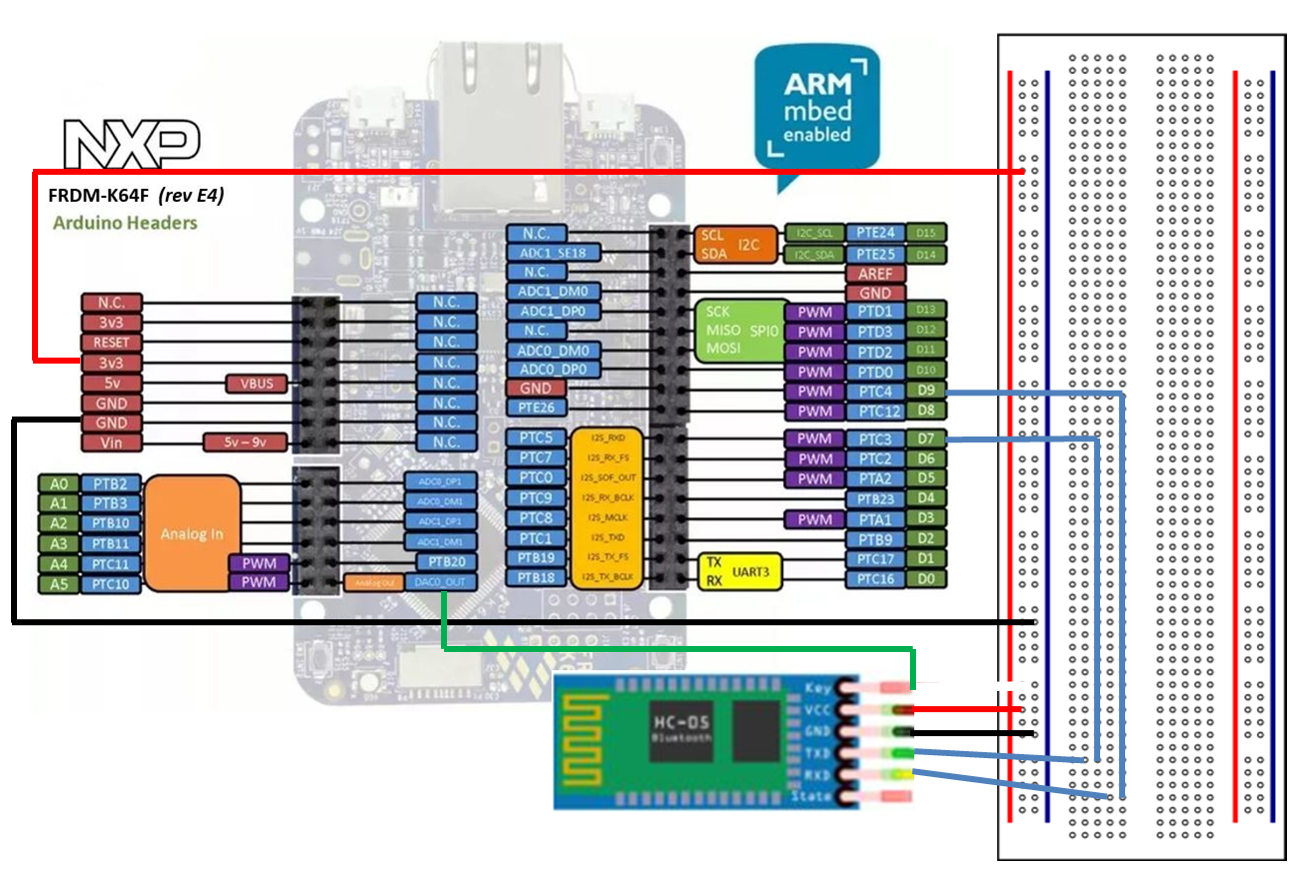 NXP
FRDM-K64F (rev E4)
Arduino Headers
ARM
mbed
enabled
N.C.
3v3
RESET
3v3
5v VBUS
GND
GND
Vin 5v – 9v
N.C.
N.C.
N.C.
N.C.
N.C.
N.C.
N.C.
N.C.
A0 PTB2
A1 PTB3
A2 PTB10
A3 PTB11
A4 PTC11 PWM
A5 PTC10 PWM
Analog In
ADC0_DP1
ADC0_DM1
ADC1_DP1
ADC1_DM1
PTB20
Analog Out DAC0_OUT
N.C.
ADC1_SE18
N.C.
ADC1_DM0
ADC1_DP0
N.C.
ADC0_DM0
ADC0_DP0
GND
PTE26
SCL
SDA
I2C
I2C_SCL PTE24 D15
I2C_SDA PTE25 D14
AREF
GND
SCK
MISO SPI0
MOSI
PWM PTD1 D13
PWM PTD3 D12
PWM PTD2 D11
PWM PTD0 D10
PWM PTC4 D9
PWM PTC12 D8
PTC5 I2S_RXD
PTC7 I2S_RX_FS
PTC0 I2S_SOF_OUT
PTC9 I2S_RX_BCLK
PTC8 I2S_MCLK
PTC1 I2S_TXD
PTB19 I2S_TX_FS
PTB18 I2S_TX_BCLK
PWM PTC3 D7
PWM PTC2 D6
PWM PTA2 D5
PTB23 D4
PWM PTA1 D3
PTB9 D2
PTC17 D1
PTC16 D0
TX
RX
UART3
HC-05
Bluetooth
Key
VCC
GND
TXD
RXD
State